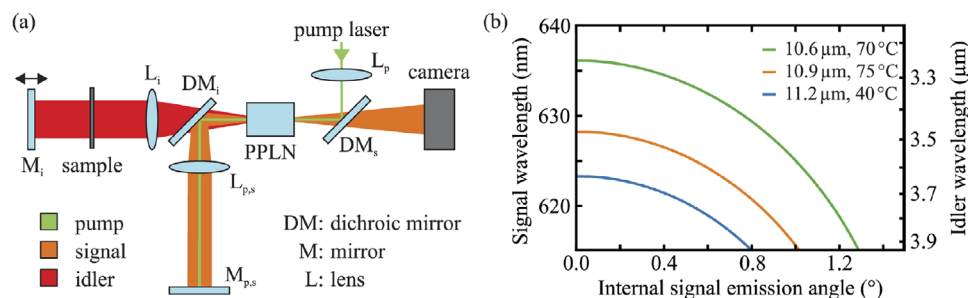 (a)
pump laser
Lp
camera
Li
DMi
Mi
sample
PPLN
DMs
Lp,s
pump
signal
idler
DM: dichroic mirror
M: mirror
L: lens
Mp,s
(b)
640
630
620
Signal wavelength (nm)
10.6 µm, 70 °C
10.9 µm, 75 °C
11.2 µm, 40 °C
3.3
3.5
3.7
3.9
Idler wavelength (µm)
0.0 0.4 0.8 1.2
Internal signal emission angle (°)